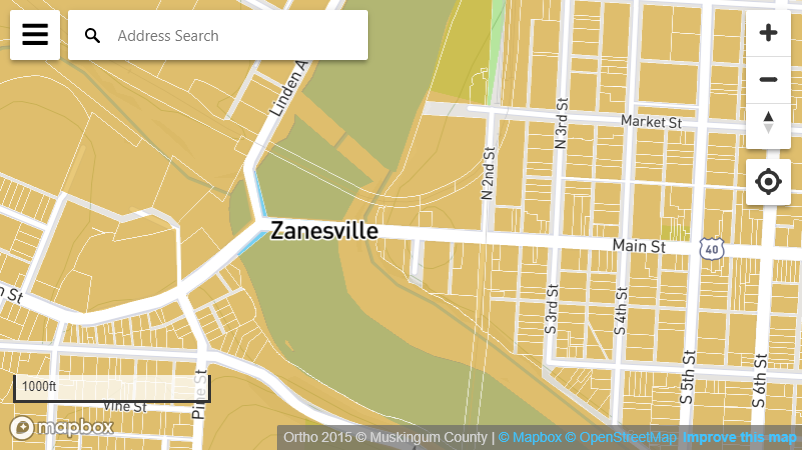 Address Search
Linden A
N 3rd St
Market St
N 2nd St
Zanesville
Main St
40
n St
S 3rd St
S 4th St
S 5th St
S 6th St
1000ft
Pine St
Vine St
mapbox
Ortho 2015 © Muskingum County | © Mapbox © OpenStreetMap Improve this map